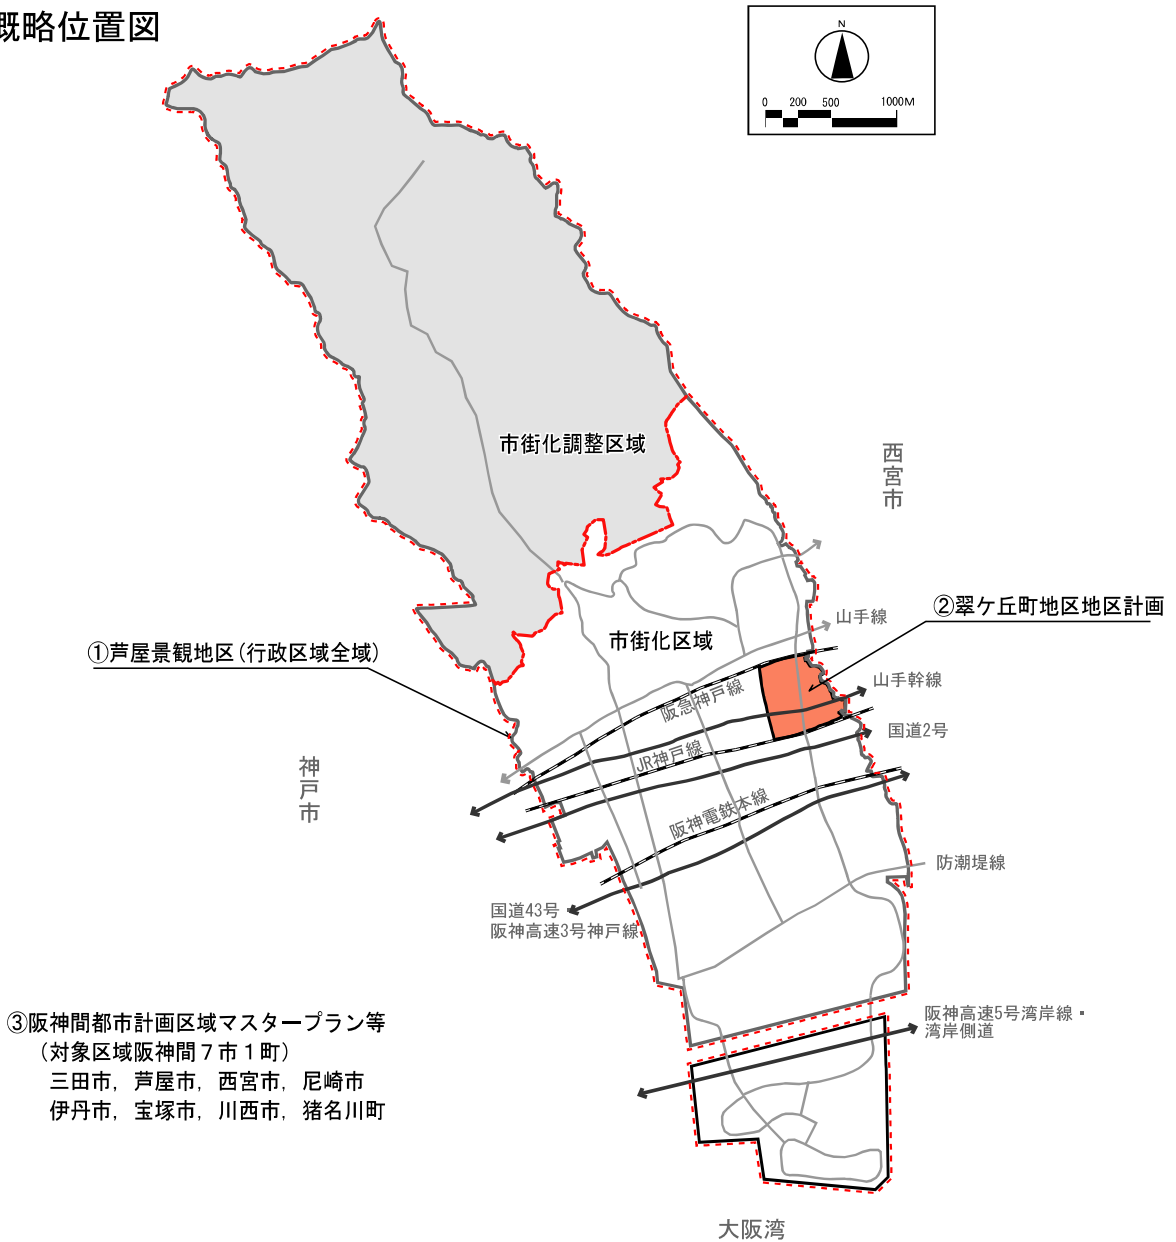 概略位置図
N
0 200 500 1000M
市街化調整区域
西宮市
②翠ケ丘町地区地区計画
山手線
市街化区域
①芦屋景観地区(行政区域全域)
山手幹線
阪急神戸線
国道2号
JR神戸線
神戸市
阪神電鉄本線
防潮堤線
国道43号・
阪神高速3号神戸線
③阪神間都市計画区域マスタープラン等
(対象区域阪神間7市1町)
三田市，芦屋市，西宮市，尼崎市
伊丹市，宝塚市，川西市，猪名川町
阪神高速5号湾岸線・
湾岸側道
大阪湾